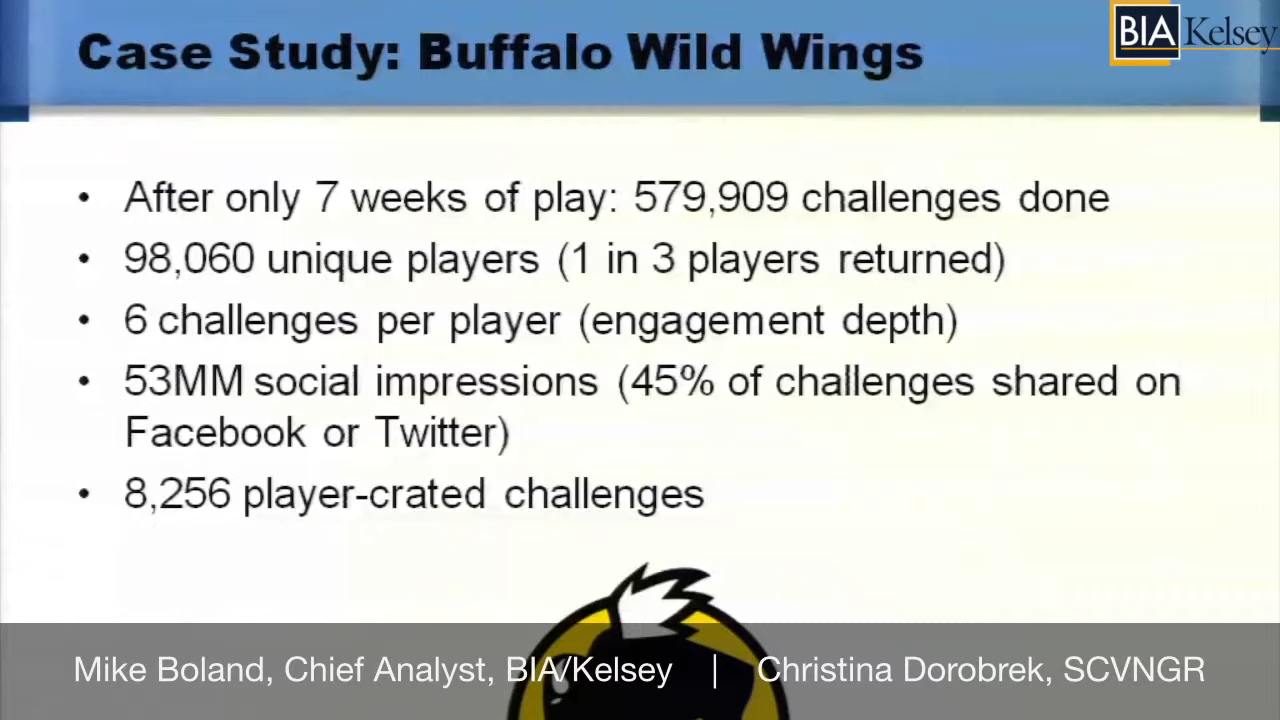 Case Study: Buffalo Wild Wings
BIA Kelsey
• After only 7 weeks of play: 579,909 challenges done
• 98,060 unique players (1 in 3 players returned)
• 6 challenges per player (engagement depth)
• 53MM social impressions (45% of challenges shared on
Facebook or Twitter)
• 8,256 player-crated challenges
Mike Boland, Chief Analyst, BIA/Kelsey | Christina Dorobrek, SCVNGR